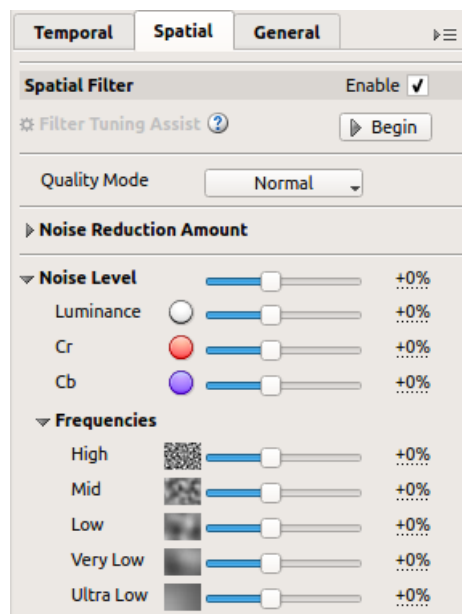 Temporal Spatial General
Spatial Filter Enable
Filter Tuning Assist ? Begin
Quality Mode Normal
Noise Reduction Amount
Noise Level +0%
Luminance +0%
Cr +0%
Cb +0%
Frequencies
High +0%
Mid +0%
Low +0%
Very Low +0%
Ultra Low +0%